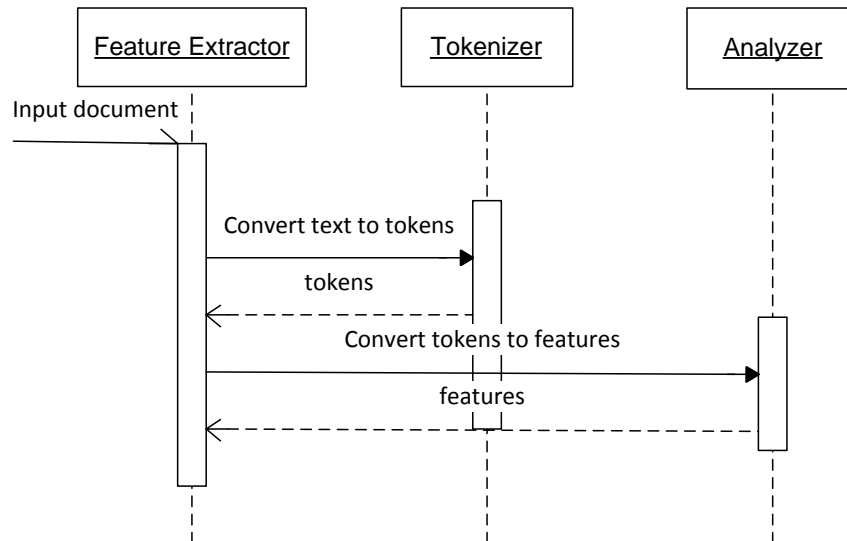 Feature Extractor
Tokenizer
Analyzer
Input document
Convert text to tokens
tokens
Convert tokens to features
features